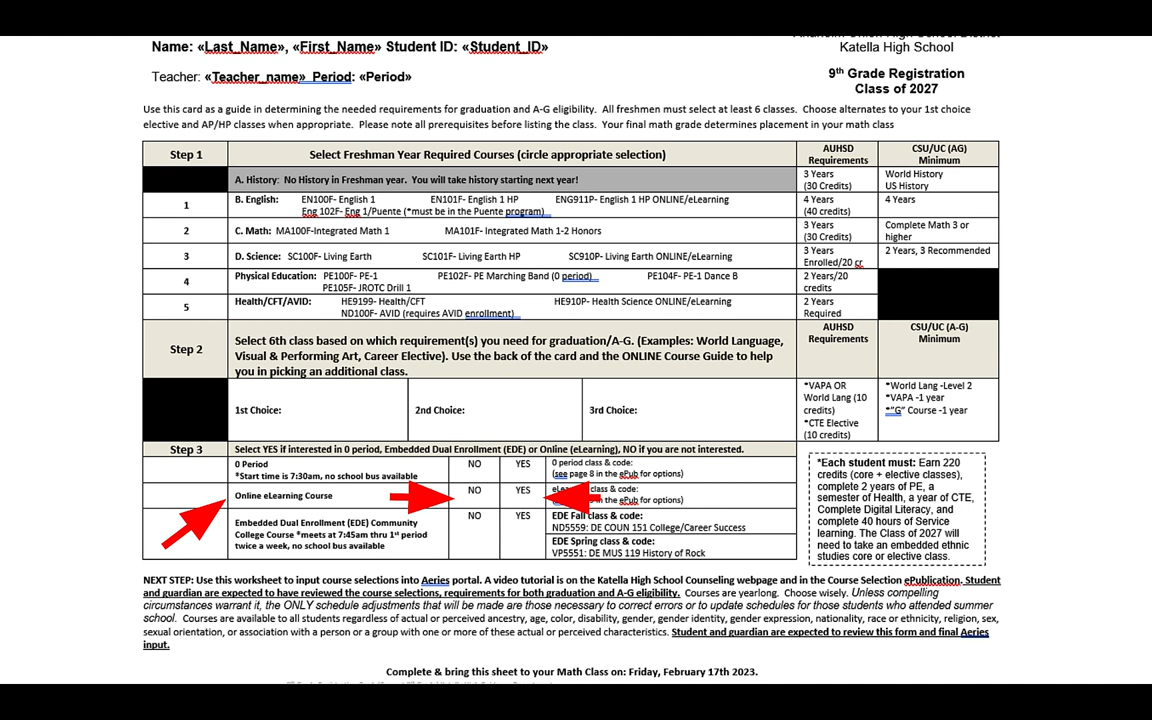 Name: «Last_Name», «First_Name» Student ID: «Student_ID»
Katella High School
Teacher: «Teacher_name» Period: «Period»
9th Grade Registration
Class of 2027
Use this card as a guide in determining the needed requirements for graduation and A-G eligibility. All freshmen must select at least 6 classes. Choose alternates to your 1st choice
elective and AP/HP classes when appropriate. Please note all prerequisites before listing the class. Your final math grade determines placement in your math class
Step 1
Select Freshman Year Required Courses (circle appropriate selection)
AUHSD
Requirements
CSU/UC (AG)
Minimum
A. History: No History in Freshman year. You will take history starting next year!
3 Years
(30 Credits)
World History
US History
1
B. English: EN100F- English 1 EN101F- English 1 HP ENG911P- English 1 HP ONLINE/eLearning
Eng 102F- Eng 1/Puente (*must be in the Puente program)
4 Years
(40 credits)
4 Years
2
C. Math: MA100F-Integrated Math 1 MA101F- Integrated Math 1-2 Honors
3 Years
(30 Credits)
Complete Math 3 or
higher
3
D. Science: SC100F- Living Earth SC101F- Living Earth HP SC910P- Living Earth ONLINE/eLearning
3 Years
Enrolled/20 cr
2 Years, 3 Recommended
4
Physical Education: PE100F- PE-1 PE102F- PE Marching Band (0 period) PE104F- PE-1 Dance B
PE105F- JROTC Drill 1
2 Years/20
credits
5
Health/CFT/AVID: HE9199- Health/CFT HE910P- Health Science ONLINE/eLearning
ND100F- AVID (requires AVID enrollment)
2 Years
Required
Step 2
Select 6th class based on which requirement(s) you need for graduation/A-G. (Examples: World Language,
Visual & Performing Art, Career Elective). Use the back of the card and the ONLINE Course Guide to help
you in picking an additional class.
AUHSD
Requirements
CSU/UC (A-G)
Minimum
1st Choice:
2nd Choice:
3rd Choice:
*VAPA OR
World Lang (10
credits)
*CTE Elective
(10 credits)
*World Lang -Level 2
*VAPA -1 year
*"G" Course -1 year
Step 3
Select YES if interested in 0 period, Embedded Dual Enrollment (EDE) or Online (eLearning), NO if you are not interested.
0 Period
*Start time is 7:30am, no school bus available
NO
YES
0 period class & code:
(see page 8 in the ePub for options)
Online eLearning Course
NO
YES
class & code:
in the ePub for options)
Embedded Dual Enrollment (EDE) Community
College Course *meets at 7:45am thru 1st period
twice a week, no school bus available
NO
YES
EDE Fall class & code:
ND5559: DE COUN 151 College/Career Success
EDE Spring class & code:
VP5551: DE MUS 119 History of Rock
*Each student must: Earn 220
credits (core + elective classes),
complete 2 years of PE, a
semester of Health, a year of CTE,
Complete Digital Literacy, and
complete 40 hours of Service
learning. The Class of 2027 will
need to take an embedded ethnic
studies core or elective class.
NEXT STEP: Use this worksheet to input course selections into Aeries portal. A video tutorial is on the Katella High School Counseling webpage and in the Course Selection ePublication. Student
and guardian are expected to have reviewed the course selections, requirements for both graduation and A-G eligibility. Courses are yearlong. Choose wisely. Unless compelling
circumstances warrant it, the ONLY schedule adjustments that will be made are those necessary to correct errors or to update schedules for those students who attended summer
school. Courses are available to all students regardless of actual or perceived ancestry, age, color, disability, gender, gender identity, gender expression, nationality, race or ethnicity, religion, sex,
sexual orientation, or association with a person or a group with one or more of these actual or perceived characteristics. Student and guardian are expected to review this form and final Aeries
input.
Complete & bring this sheet to your Math Class on: Friday, February 17th 2023.